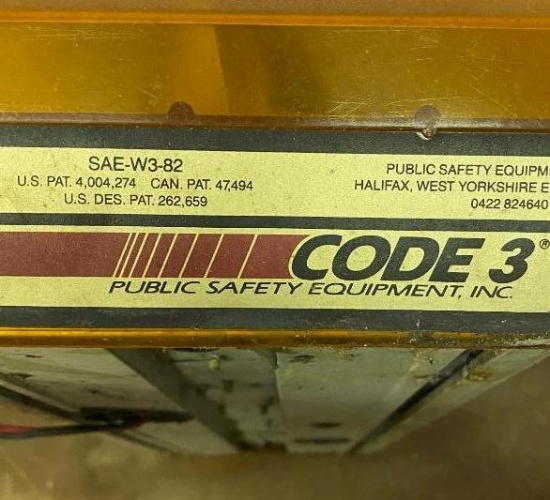 SAE-W3-82
U.S. PAT. 4,004,274 CAN. PAT. 47,494
U.S. DES. PAT. 262,659
PUBLIC SAFETY EQUIPM
HALIFAX, WEST YORKSHIRE E
0422 824640
CODE 3®
PUBLIC SAFETY EQUIPMENT, INC.